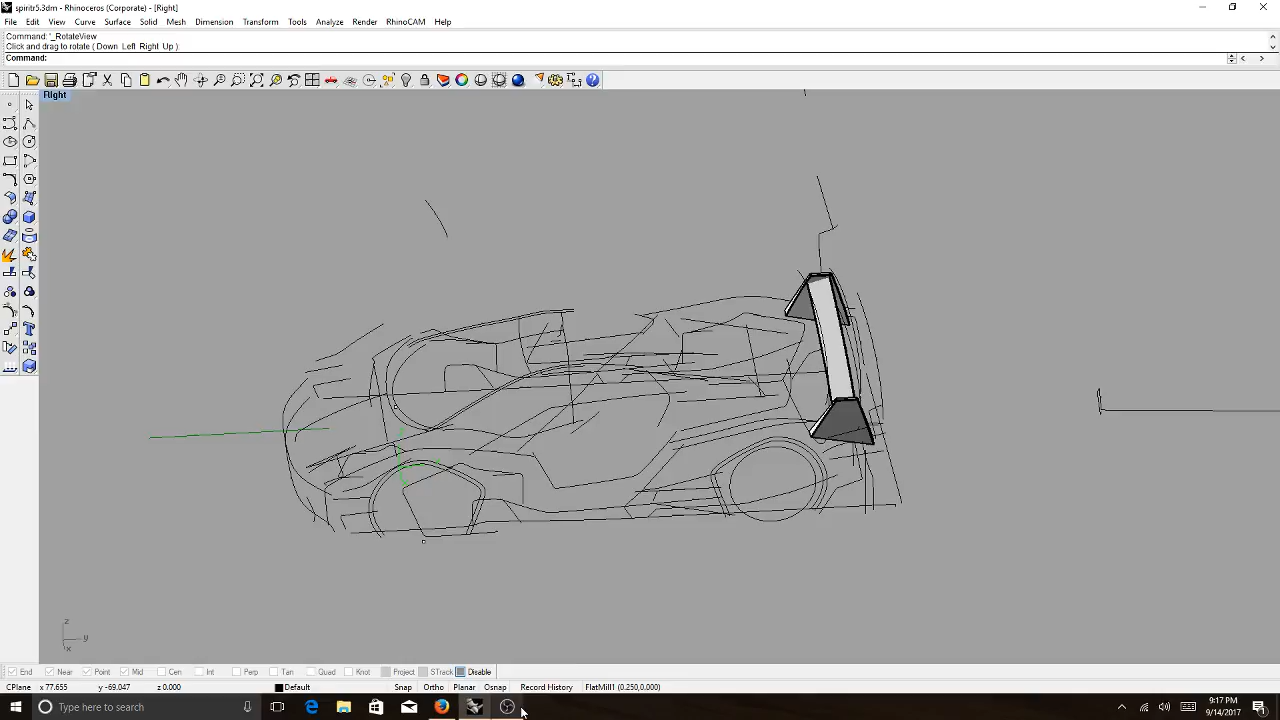 spiritr5.3dm - Rhinoceros (Corporate) - [Right]
File Edit View Curve Surface Solid Mesh Dimension Transform Tools Analyze Render RhinoCAM Help
Command: '_RotateView
Click and drag to rotate ( Down Left Right Up )
Command:
Right
z
y
x
End Near Point Mid Cen Int Perp Tan Quad Knot Project STrack Disable
CPlane x 77.655 y -69.047 z 0.000 Default Snap Ortho Planar Osnap Record History FlatMill1 (0.250,0.000)
Type here to search
9:17 PM
9/14/2017